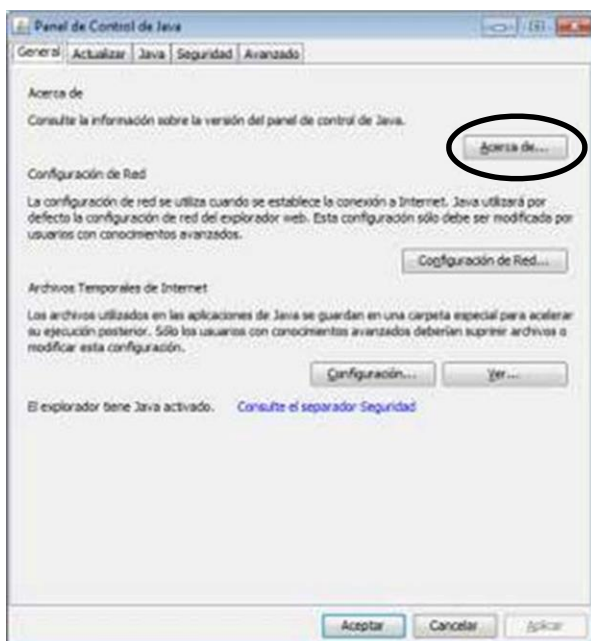 Panel de Control de Java
General Actualizar Java Seguridad Avanzado
Acerca de
Consulte la información sobre la versión del panel de control de Java.
Acerca de...
Configuración de Red
La configuración de red se utiliza cuando se establece la conexión a Internet. Java utilizará por
defecto la configuración de red del explorador web. Esta configuración sólo debe ser modificada por
usuarios con conocimientos avanzados.
Configuración de Red...
Archivos Temporales de Internet
Los archivos utilizados en las aplicaciones de Java se guardan en una carpeta especial para acelerar
su ejecución posterior. Sólo los usuarios con conocimientos avanzados deberían suprimir archivos o
modificar esta configuración.
Configuración... Ver...
El explorador tiene Java activado. Consulte el separador Seguridad
Aceptar Cancelar Aplicar